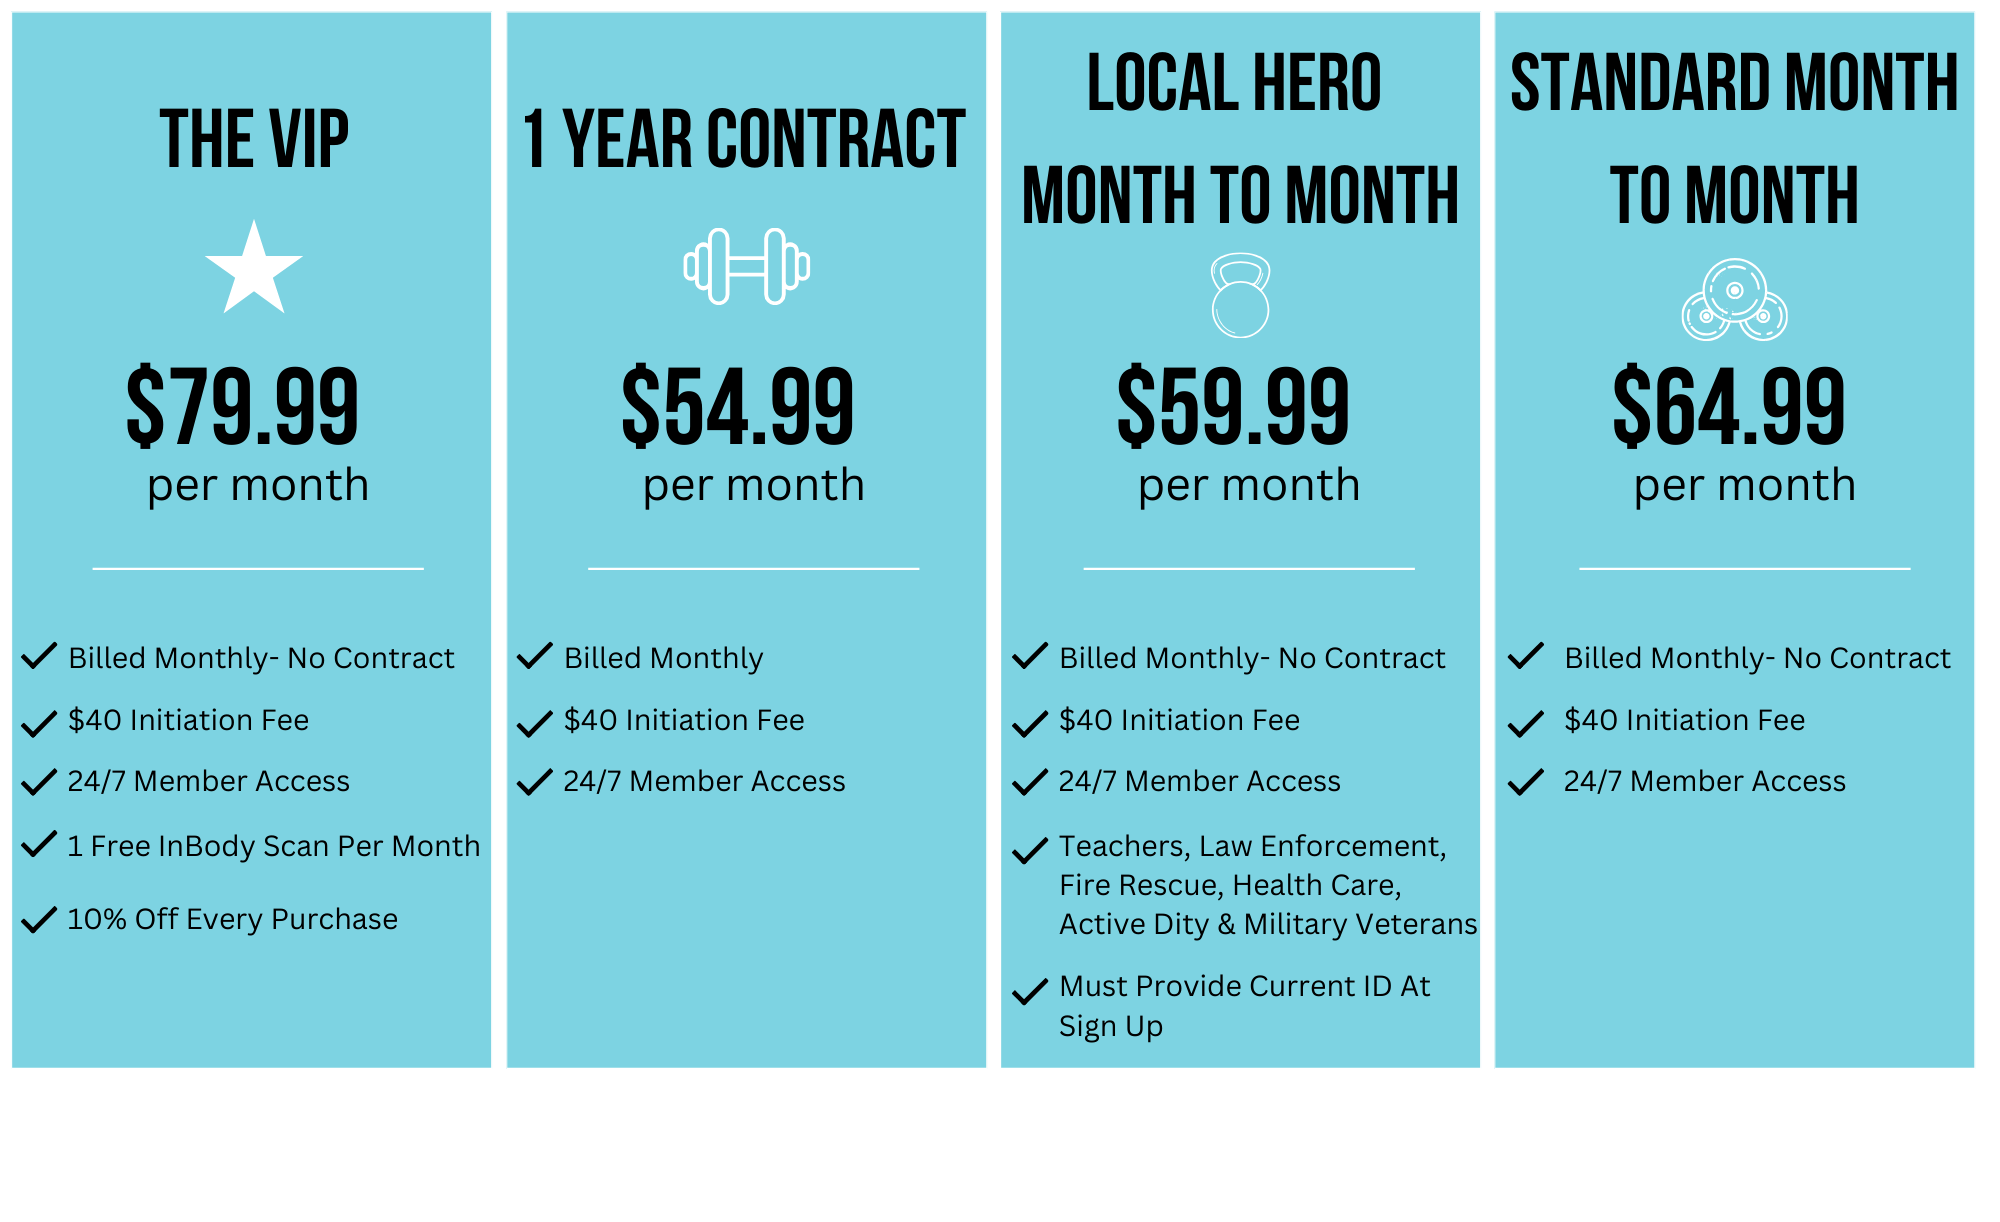 THE VIP
$79.99
per month
Billed Monthly- No Contract
$40 Initiation Fee
24/7 Member Access
1 Free InBody Scan Per Month
10% Off Every Purchase
1 YEAR CONTRACT
$54.99
per month
Billed Monthly
$40 Initiation Fee
24/7 Member Access
LOCAL HERO
MONTH TO MONTH
$59.99
per month
Billed Monthly- No Contract
$40 Initiation Fee
24/7 Member Access
Teachers, Law Enforcement,
Fire Rescue, Health Care,
Active Dity & Military Veterans
Must Provide Current ID At
Sign Up
STANDARD MONTH
TO MONTH
$64.99
per month
Billed Monthly- No Contract
$40 Initiation Fee
24/7 Member Access